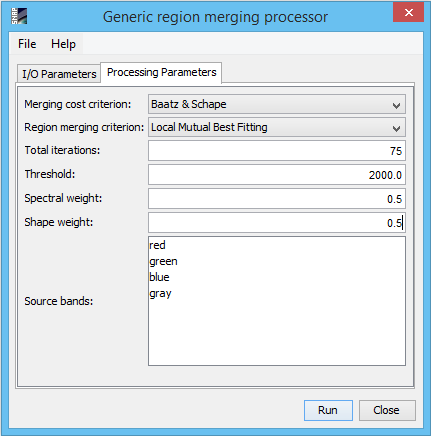 SNAP
Generic region merging processor
File Help
I/O Parameters Processing Parameters
Merging cost criterion: Baatz & Schape
Region merging criterion: Local Mutual Best Fitting
Total iterations: 75
Threshold: 2000.0
Spectral weight: 0.5
Shape weight: 0.5
red
green
blue
gray
Source bands:
Run Close